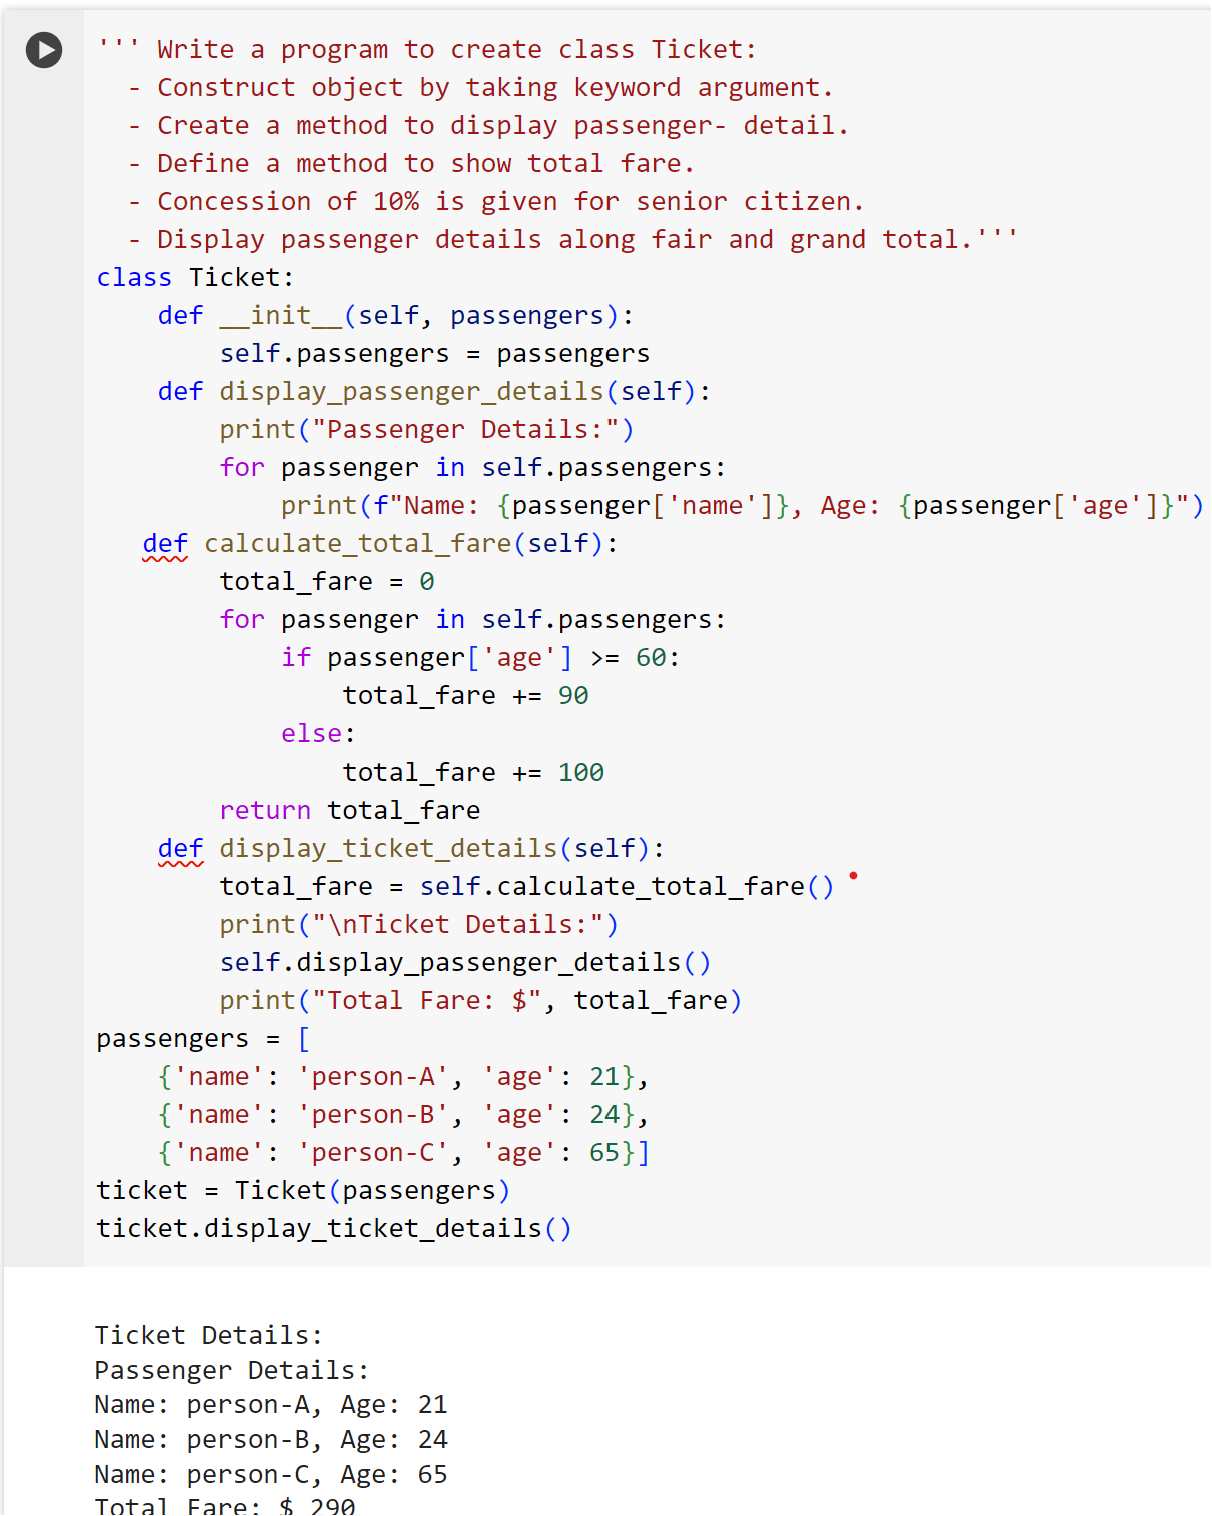 ''' Write a program to create class Ticket:
  - Construct object by taking keyword argument.
  - Create a method to display passenger- detail.
  - Define a method to show total fare.
  - Concession of 10% is given for senior citizen.
  - Display passenger details along fair and grand total.'''
class Ticket:
    def __init__(self, passengers):
        self.passengers = passengers
    def display_passenger_details(self):
        print("Passenger Details:")
        for passenger in self.passengers:
            print(f"Name: {passenger['name']}, Age: {passenger['age']}")
   def calculate_total_fare(self):
        total_fare = 0
        for passenger in self.passengers:
            if passenger['age'] >= 60:
                total_fare += 90
            else:
                total_fare += 100
        return total_fare
    def display_ticket_details(self):
        total_fare = self.calculate_total_fare()
        print("\nTicket Details:")
        self.display_passenger_details()
        print("Total Fare: $", total_fare)
passengers = [
    {'name': 'person-A', 'age': 21},
    {'name': 'person-B', 'age': 24},
    {'name': 'person-C', 'age': 65}]
ticket = Ticket(passengers)
ticket.display_ticket_details()
Ticket Details:
Passenger Details:
Name: person-A, Age: 21
Name: person-B, Age: 24
Name: person-C, Age: 65
Total Fare: $ 290